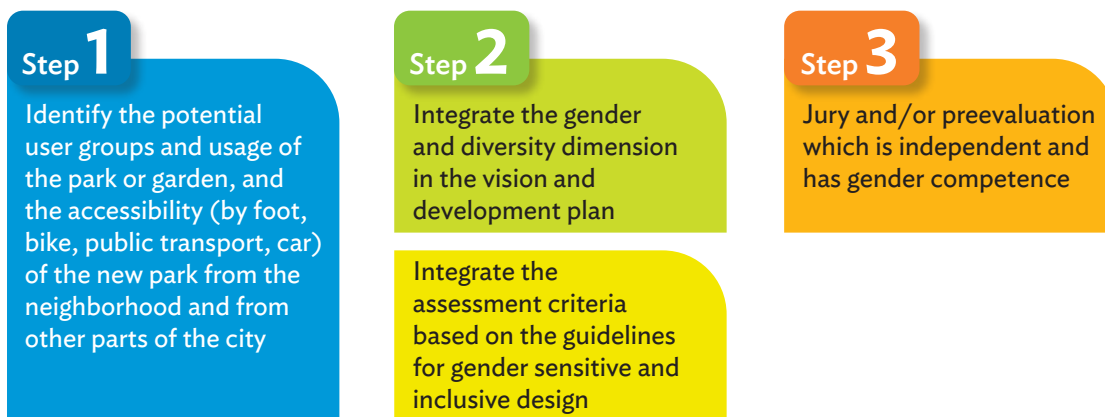 Step 1
Identify the potential
user groups and usage of
the park or garden, and
the accessibility (by foot,
bike, public transport, car)
of the new park from the
neighborhood and from
other parts of the city
Step 2
Integrate the gender
and diversity dimension
in the vision and
development plan
Integrate the
assessment criteria
based on the guidelines
for gender sensitive and
inclusive design
Step 3
Jury and/or preevaluation
which is independent and
has gender competence